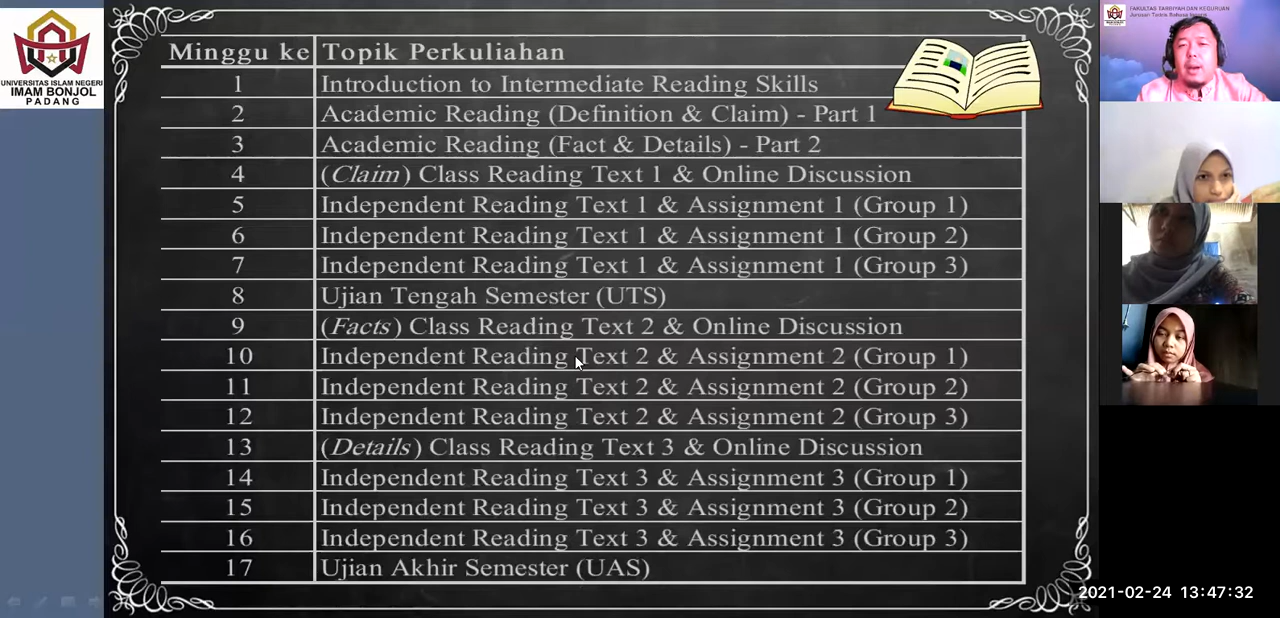 UNIVERSITAS ISLAM NEGERI
IMAM BONJOL
PADANG
Minggu ke Topik Perkuliahan
1 Introduction to Intermediate Reading Skills
2 Academic Reading (Definition & Claim) - Part 1
3 Academic Reading (Fact & Details) - Part 2
4 (Claim) Class Reading Text 1 & Online Discussion
5 Independent Reading Text 1 & Assignment 1 (Group 1)
6 Independent Reading Text 1 & Assignment 1 (Group 2)
7 Independent Reading Text 1 & Assignment 1 (Group 3)
8 Ujian Tengah Semester (UTS)
9 (Facts) Class Reading Text 2 & Online Discussion
10 Independent Reading Text 2 & Assignment 2 (Group 1)
11 Independent Reading Text 2 & Assignment 2 (Group 2)
12 Independent Reading Text 2 & Assignment 2 (Group 3)
13 (Details) Class Reading Text 3 & Online Discussion
14 Independent Reading Text 3 & Assignment 3 (Group 1)
15 Independent Reading Text 3 & Assignment 3 (Group 2)
16 Independent Reading Text 3 & Assignment 3 (Group 3)
17 Ujian Akhir Semester (UAS)
FAKULTAS TARBIYAH DAN KEGURUAN
Jurusan Tadris Bahasa Inggris
2021-02-24 13:47:32